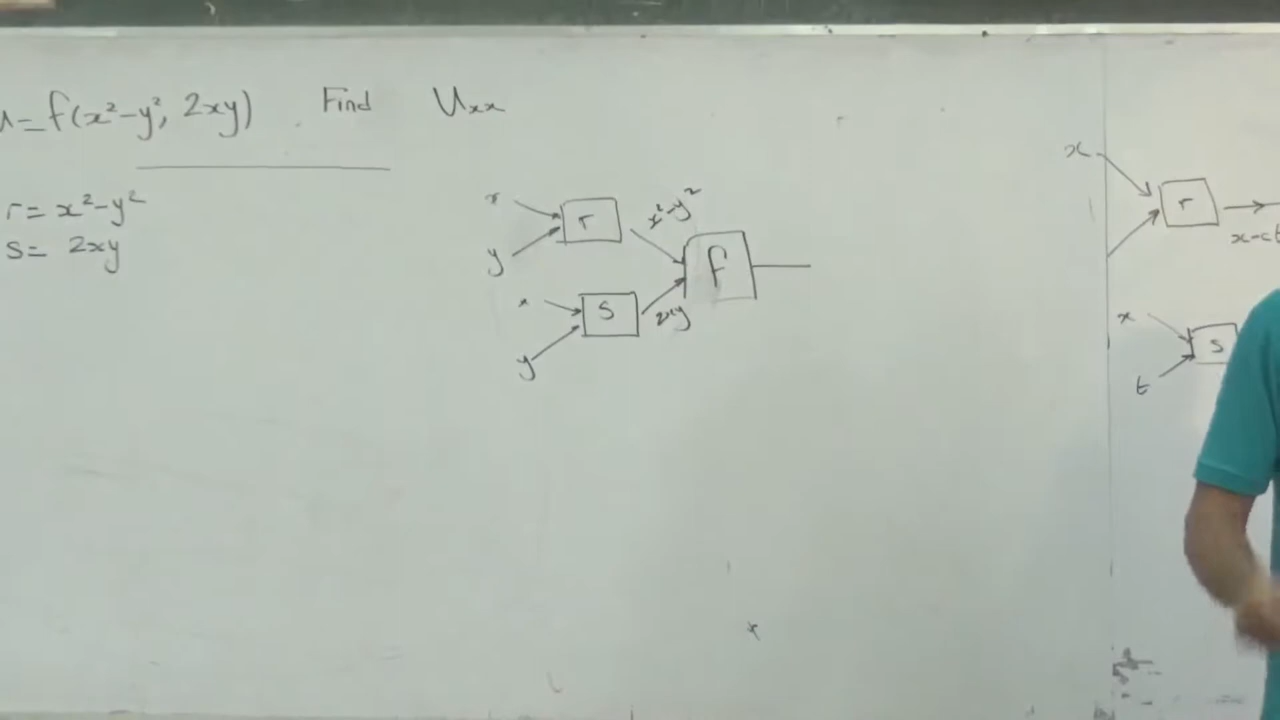 u=f(x²-y², 2xy) Find Uxx
r= x²-y²
s= 2xy
x
y
r
x²-y²
x
y
s
2xy
f
x
r
x-ct
x
t
s